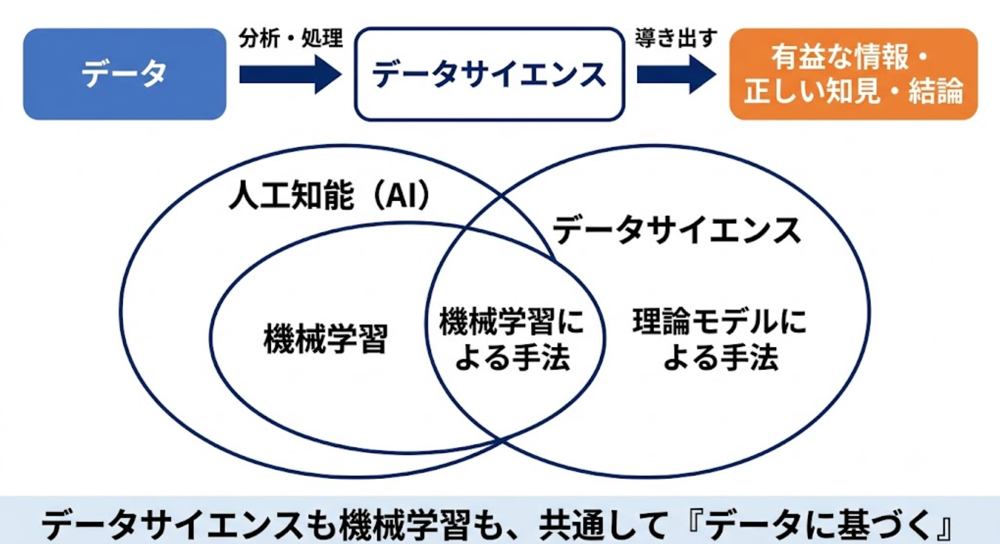 データ
分析・処理
データサイエンス
導き出す
有益な情報・
正しい知見・結論
人工知能（AI）
データサイエンス
機械学習
機械学習に
よる手法
理論モデルに
よる手法
データサイエンスも機械学習も、共通して『データに基づく』